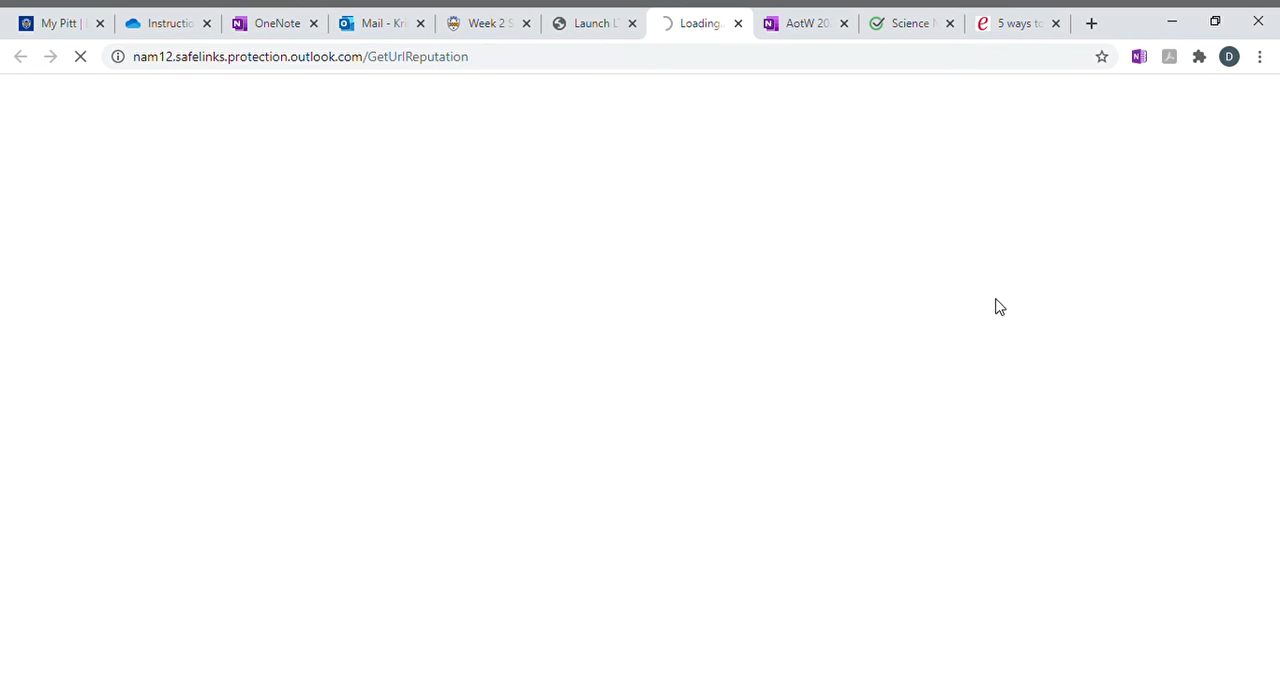 My Pitt |
Instructio
OneNote
Mail - Kr
Week 2 S
Launch L
Loading..
AotW 20
Science
5 ways to
nam12.safelinks.protection.outlook.com/GetUrlReputation
N
D